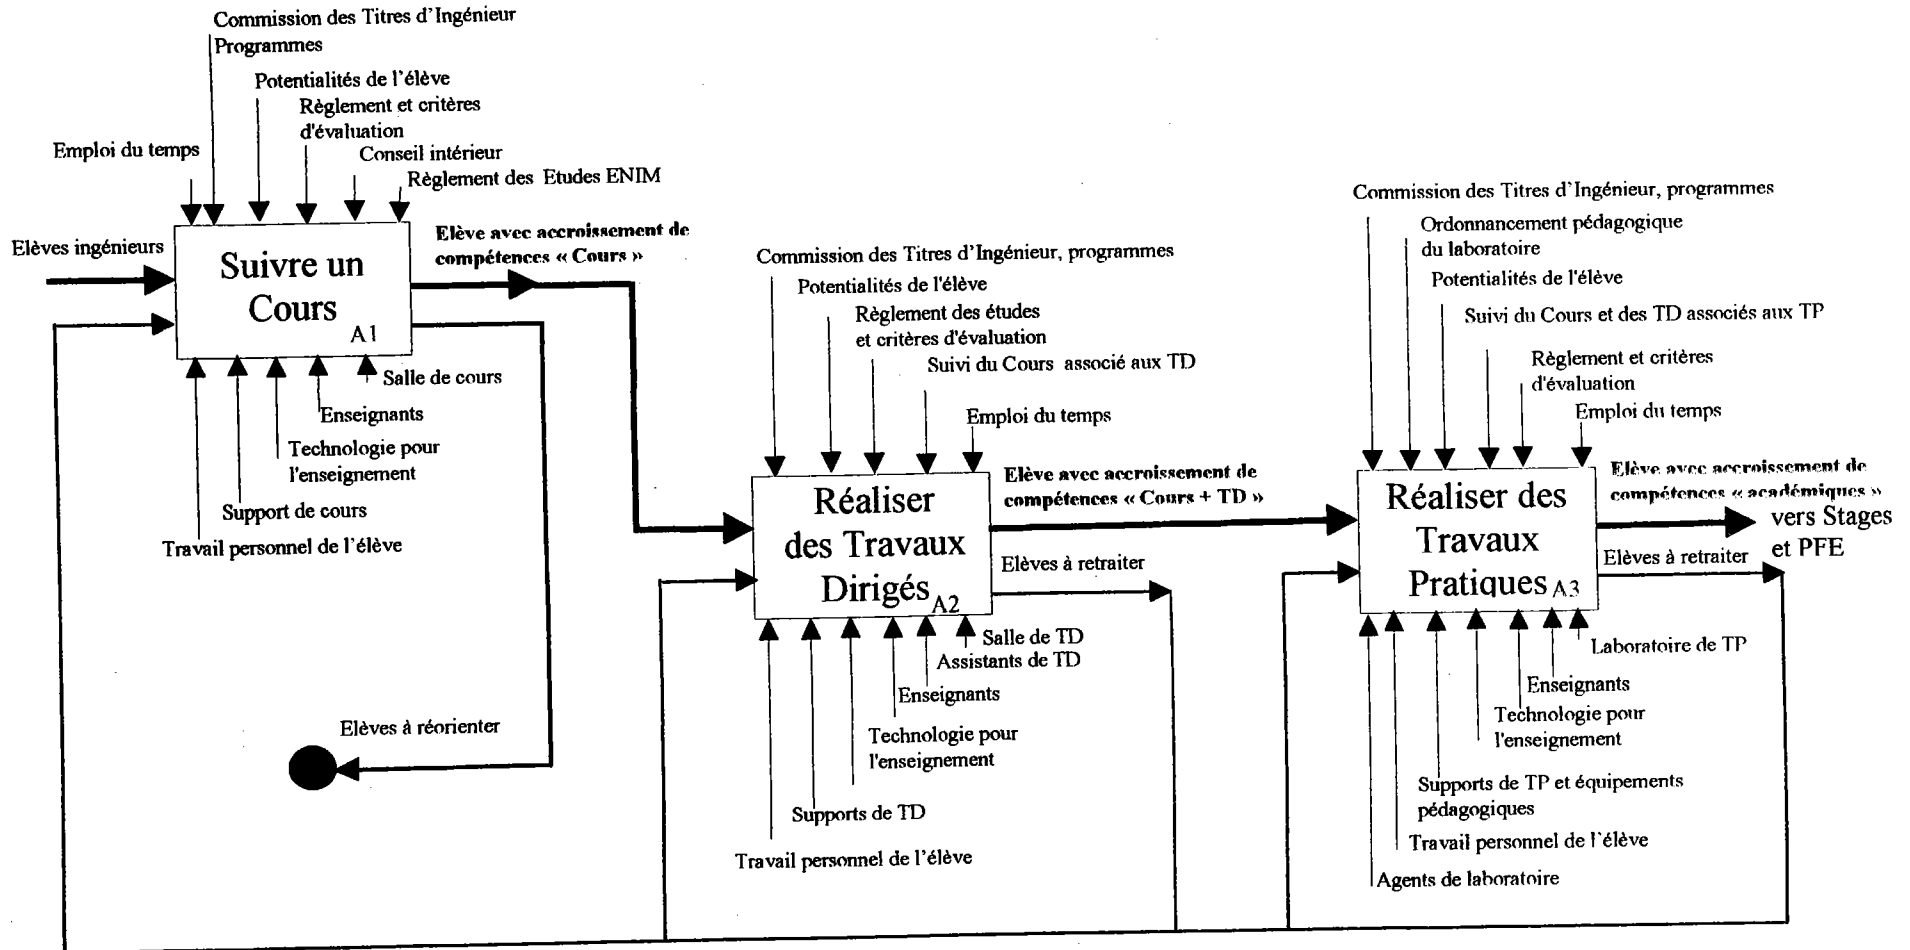 Commission des Titres d'Ingénieur
Programmes
Potentialités de l'élève
Règlement et critères
d'évaluation
Emploi du temps
Conseil intérieur
Règlement des Etudes ENIM
Elèves ingénieurs
Suivre un
Cours
A1
Elève avec accroissement de
compétences « Cours »
Salle de cours
Enseignants
Technologie pour
l'enseignement
Support de cours
Travail personnel de l'élève
Elèves à réorienter
Commission des Titres d'Ingénieur, programmes
Potentialités de l'élève
Règlement des études
et critères d'évaluation
Suivi du Cours associé aux TD
Emploi du temps
Réaliser
des Travaux
Dirigés
A2
Elève avec accroissement de
compétences « Cours + TD »
Elèves à retraiter
Salle de TD
Assistants de TD
Enseignants
Technologie pour
l'enseignement
Supports de TD
Travail personnel de l'élève
Commission des Titres d'Ingénieur, programmes
Ordonnancement pédagogique
du laboratoire
Potentialités de l'élève
Suivi du Cours et des TD associés aux TP
Règlement et critères
d'évaluation
Emploi du temps
Réaliser des
Travaux
Pratiques
A3
Elève avec accroissement de
compétences « académiques »
vers Stages
et PFE
Elèves à retraiter
Laboratoire de TP
Enseignants
Technologie pour
l'enseignement
Supports de TP et équipements
pédagogiques
Travail personnel de l'élève
Agents de laboratoire